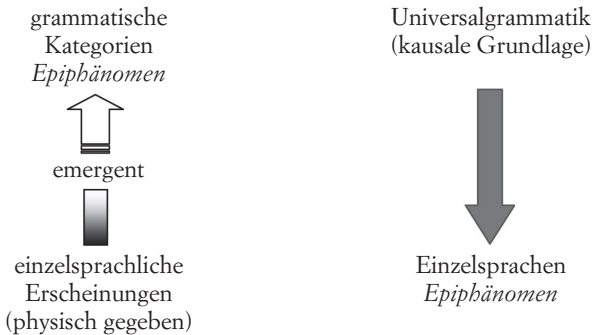 grammatische
Kategorien
Epiphänomen
emergent
einzelsprachliche
Erscheinungen
(physisch gegeben)
Universalgrammatik
(kausale Grundlage)
Einzelsprachen
Epiphänomen